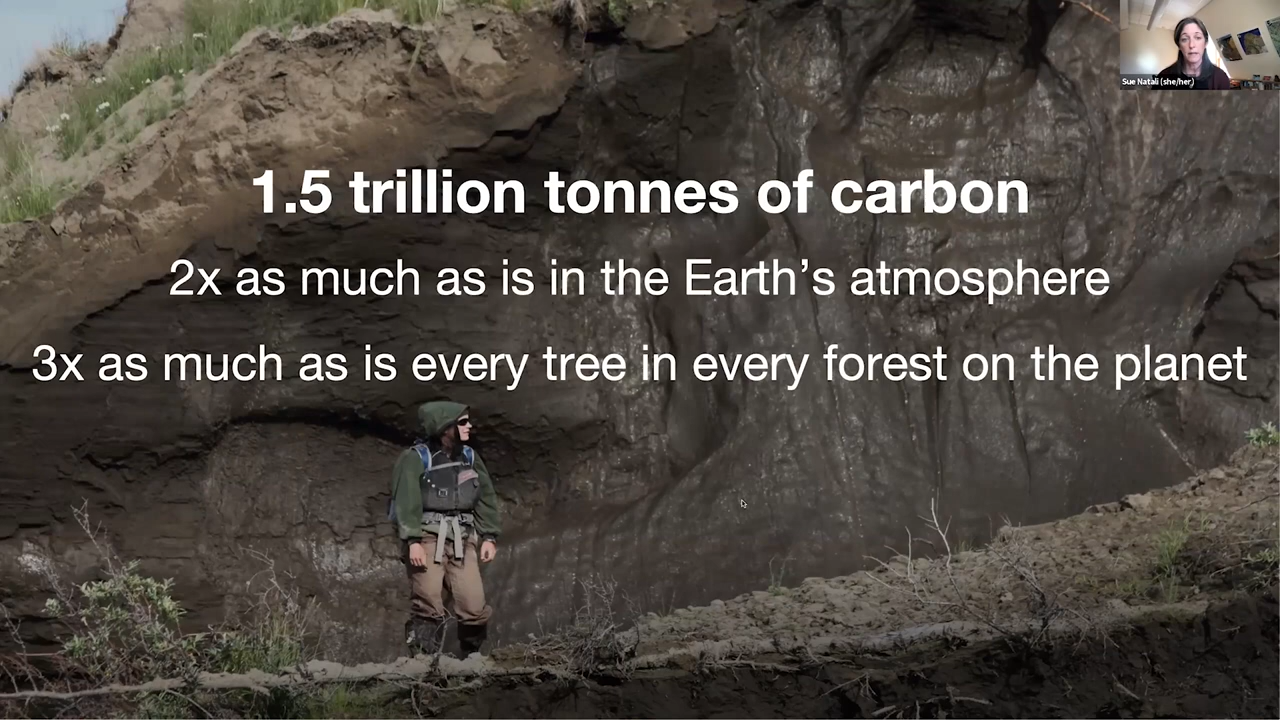 Sue Natali (she/her)
1.5 trillion tonnes of carbon
2x as much as is in the Earth’s atmosphere
3x as much as is every tree in every forest on the planet